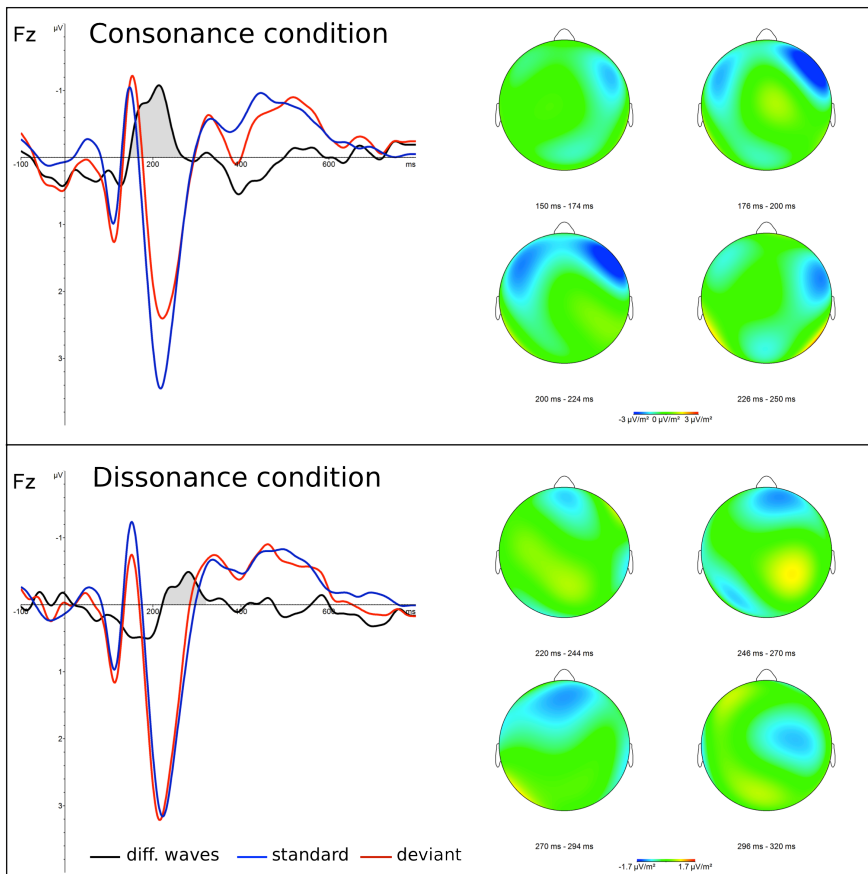 Fz
µV
Consonance condition
-1
-100
200
400
600
ms
1
2
3
150 ms - 174 ms
176 ms - 200 ms
200 ms - 224 ms
226 ms - 250 ms
-3 µV/m² 0 µV/m² 3 µV/m²
Fz
µV
Dissonance condition
-1
-100
200
400
600
ms
1
2
3
220 ms - 244 ms
246 ms - 270 ms
270 ms - 294 ms
296 ms - 320 ms
-1.7 µV/m² 1.7 µV/m²
diff. waves standard deviant